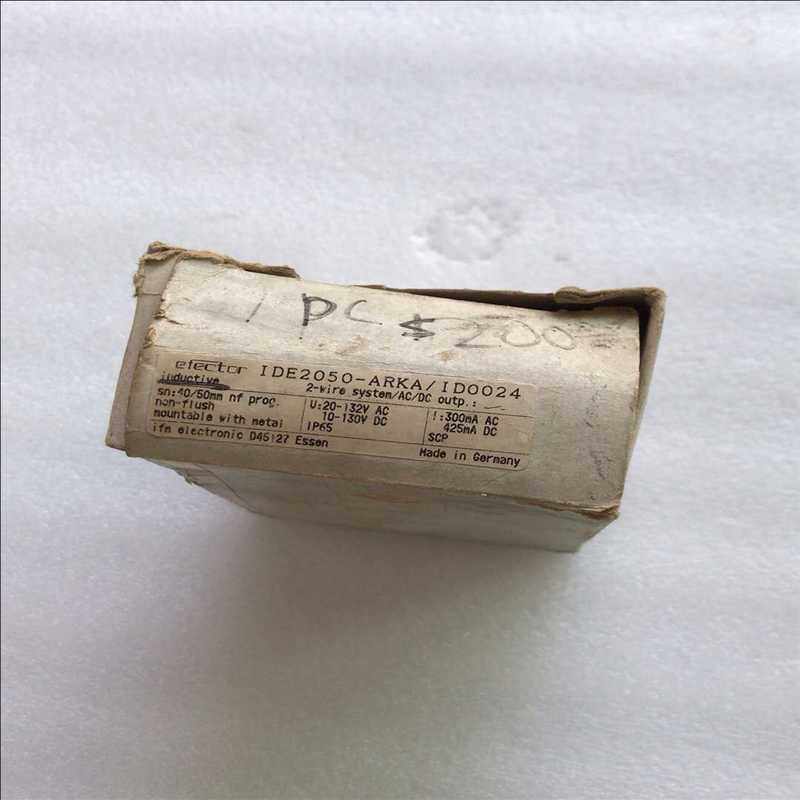 1 PC $200
efector IDE2050-ARKA/ID0024
inductive 2-wire system/AC/DC outp.:
sn:40/50mm nf prog.
non-flush
mountable with metal
U:20-132V AC
10-130V DC
IP65
I:300mA AC
425mA DC
SCP
ifm electronic D45127 Essen
Made in Germany